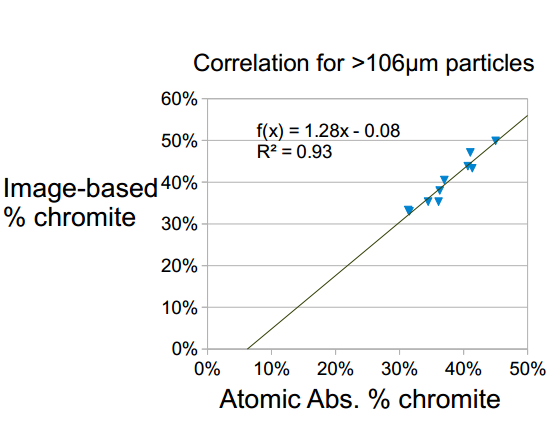 Correlation for >106µm particles
60%
f(x) = 1.28x - 0.08
50%
R² = 0.93
Image-based
% chromite
40%
30%
20%
10%
0%
0% 10% 20% 30% 40% 50%
Atomic Abs. % chromite